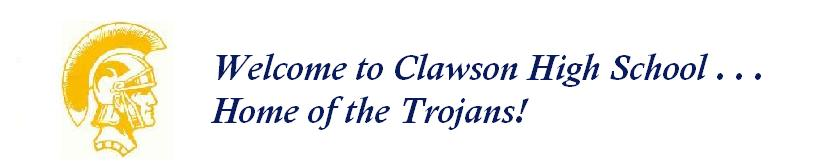 Welcome to Clawson High School . . .
Home of the Trojans!